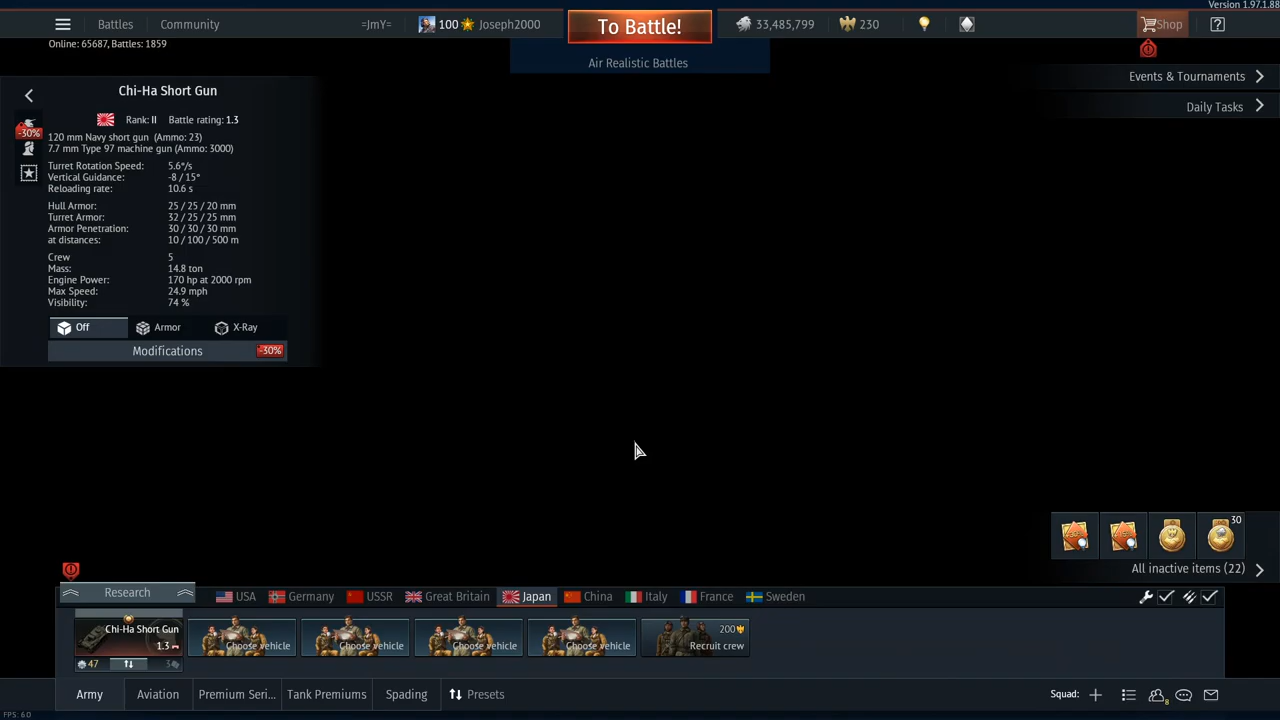 Version 1.97.1.88
Battles Community =JmY= 100 Joseph2000 To Battle! 33,485,799 230 Shop
Online: 65687, Battles: 1859
Air Realistic Battles
Events & Tournaments
Daily Tasks
Chi-Ha Short Gun
Rank: II Battle rating: 1.3
-30%
120 mm Navy short gun (Ammo: 23)
7.7 mm Type 97 machine gun (Ammo: 3000)
Turret Rotation Speed: 5.6°/s
Vertical Guidance: -8 / 15°
Reloading rate: 10.6 s
Hull Armor: 25 / 25 / 20 mm
Turret Armor: 32 / 25 / 25 mm
Armor Penetration: 30 / 30 / 30 mm
at distances: 10 / 100 / 500 m
Crew 5
Mass: 14.8 ton
Engine Power: 170 hp at 2000 rpm
Max Speed: 24.9 mph
Visibility: 74 %
Off Armor X-Ray
Modifications -30%
30
All inactive items (22)
Research USA Germany USSR Great Britain Japan China Italy France Sweden
Chi-Ha Short Gun
1.3
47
3
Choose vehicle
Choose vehicle
Choose vehicle
Choose vehicle
200
Recruit crew
Army Aviation Premium Seri... Tank Premiums Spading Presets Squad: 8
FPS: 60